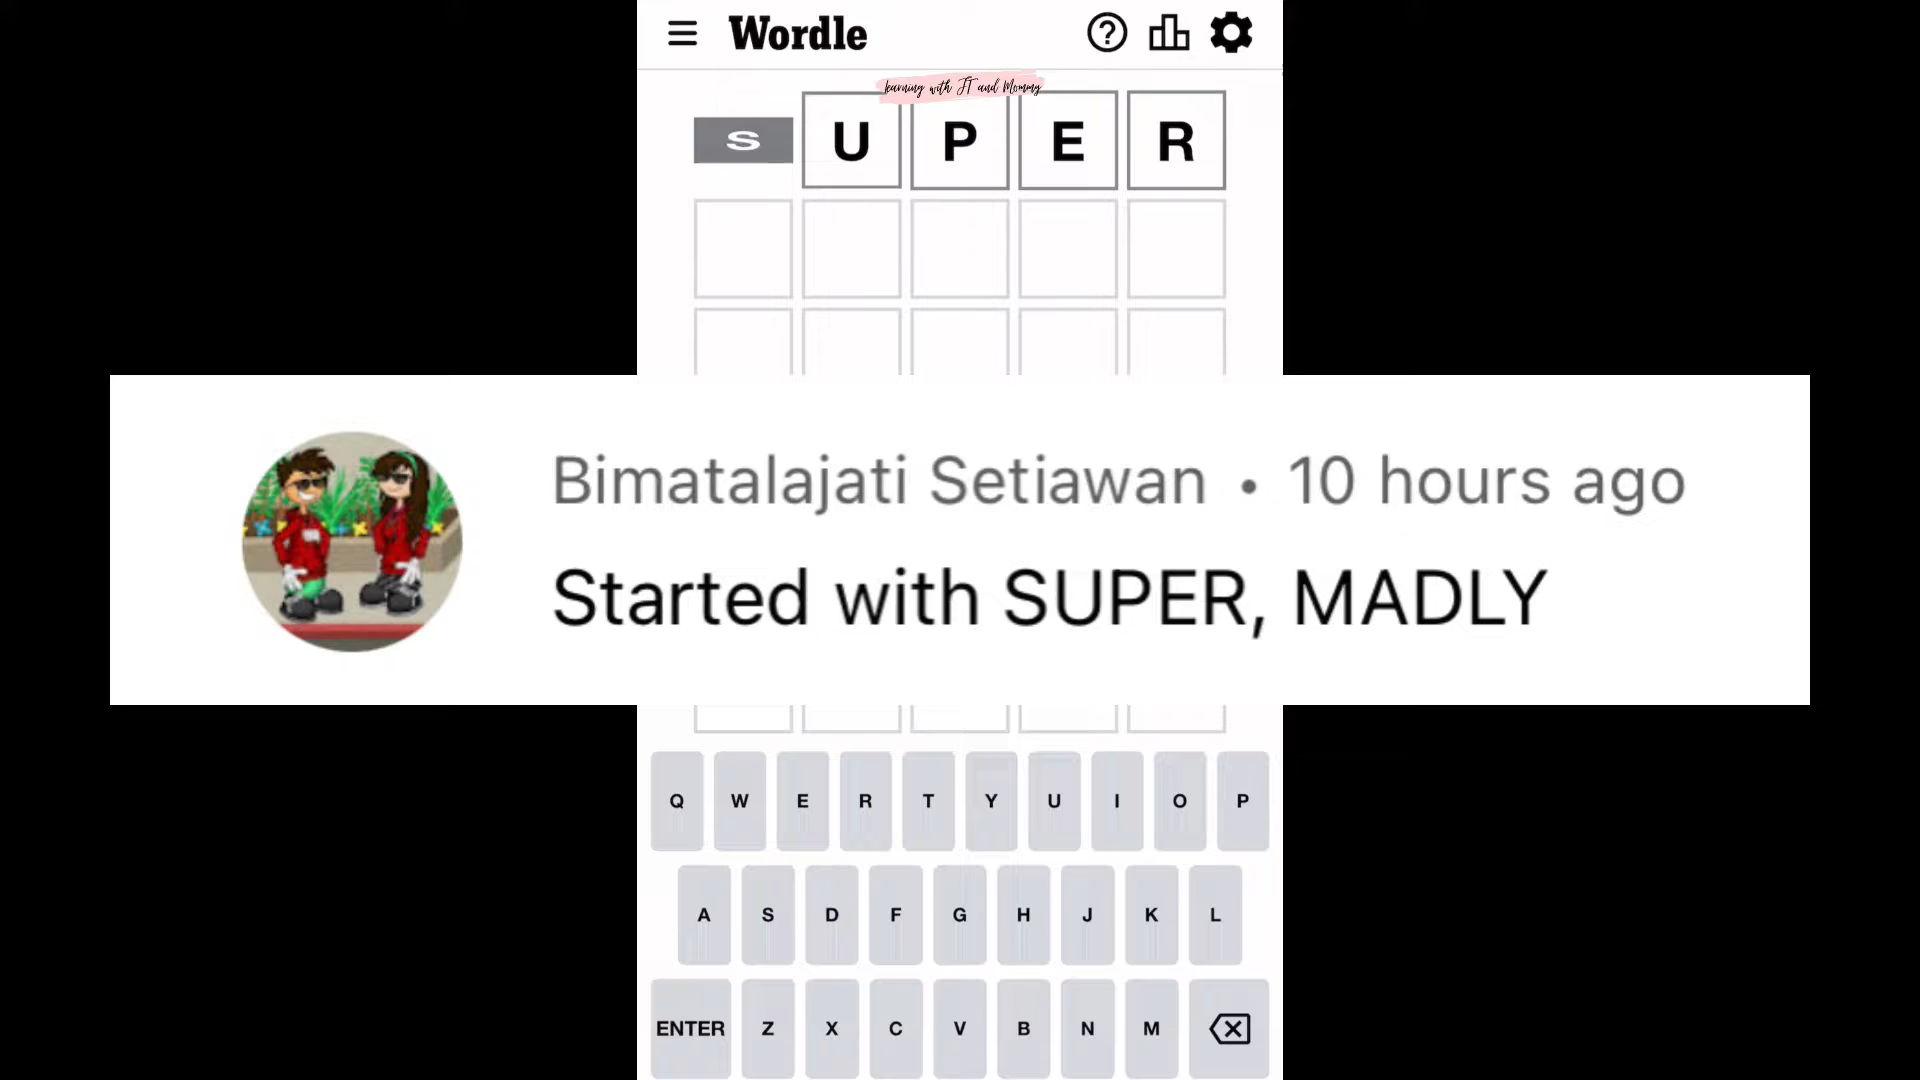 Wordle
learning with JT and Mommy
S U P E R
Bimatalajati Setiawan • 10 hours ago
Started with SUPER, MADLY
Q W E R T Y U I O P
A S D F G H J K L
ENTER Z X C V B N M